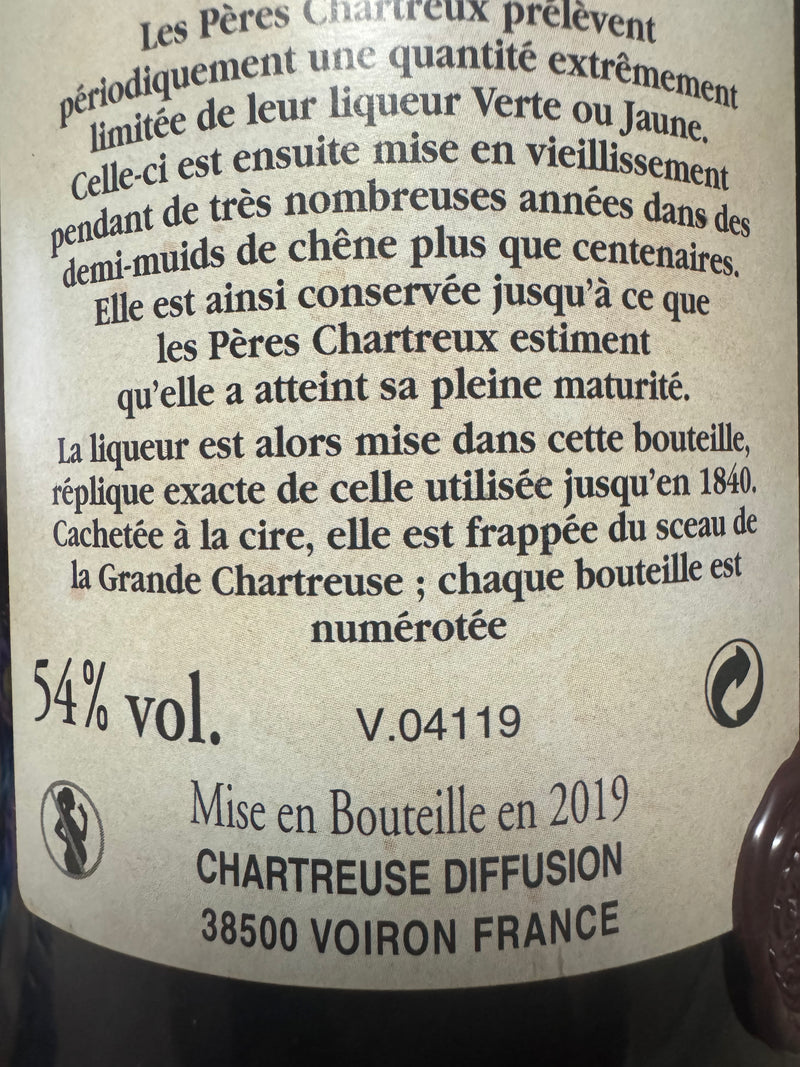 Les Pères Chartreux prélèvent
périodiquement une quantité extrêmement
limitée de leur liqueur Verte ou Jaune.
Celle-ci est ensuite mise en vieillissement
pendant de très nombreuses années dans des
demi-muids de chêne plus que centenaires.
Elle est ainsi conservée jusqu'à ce que
les Pères Chartreux estiment
qu'elle a atteint sa pleine maturité.
La liqueur est alors mise dans cette bouteille,
réplique exacte de celle utilisée jusqu'en 1840.
Cachetée à la cire, elle est frappée du sceau de
la Grande Chartreuse ; chaque bouteille est
numérotée
54% vol.
V.04119
Mise en Bouteille en 2019
CHARTREUSE DIFFUSION
38500 VOIRON FRANCE